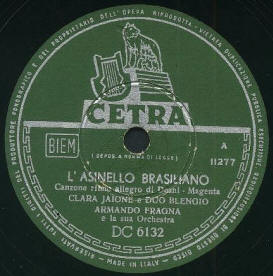 CETRA
(DEPOS. A NORMA DI LEGGE)
BIEM
A
11277
L' ASINELLO BRASILIANO
Canzone ritmo allegro di Deani - Magenta
CLARA JAIONE e DUO BLENGIO
ARMANDO FRAGNA
e la sua Orchestra
DC 6132
MADE IN ITALY